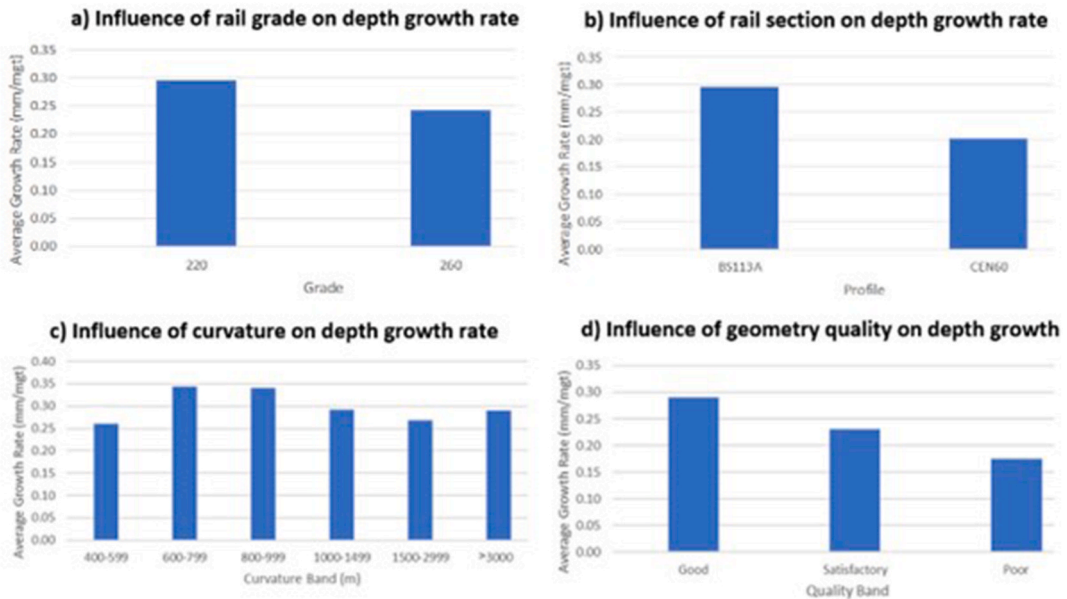 a) Influence of rail grade on depth growth rate
Average Growth Rate (mm/mgt)
0.35
0.30
0.25
0.20
0.15
0.10
0.05
0.00
220
260
Grade
b) Influence of rail section on depth growth rate
Average Growth Rate (mm/mgt)
0.35
0.30
0.25
0.20
0.15
0.10
0.05
0.00
BS113A
CEN60
Profile
c) Influence of curvature on depth growth rate
Average Growth Rate (mm/mgt)
0.40
0.35
0.30
0.25
0.20
0.15
0.10
0.05
0.00
400-599
600-799
800-999
1000-1499
1500-2999
>3000
Curvature Band (m)
d) Influence of geometry quality on depth growth
Average Growth Rate (mm/mgt)
0.35
0.30
0.25
0.20
0.15
0.10
0.05
0.00
Good
Satisfactory
Poor
Quality Band